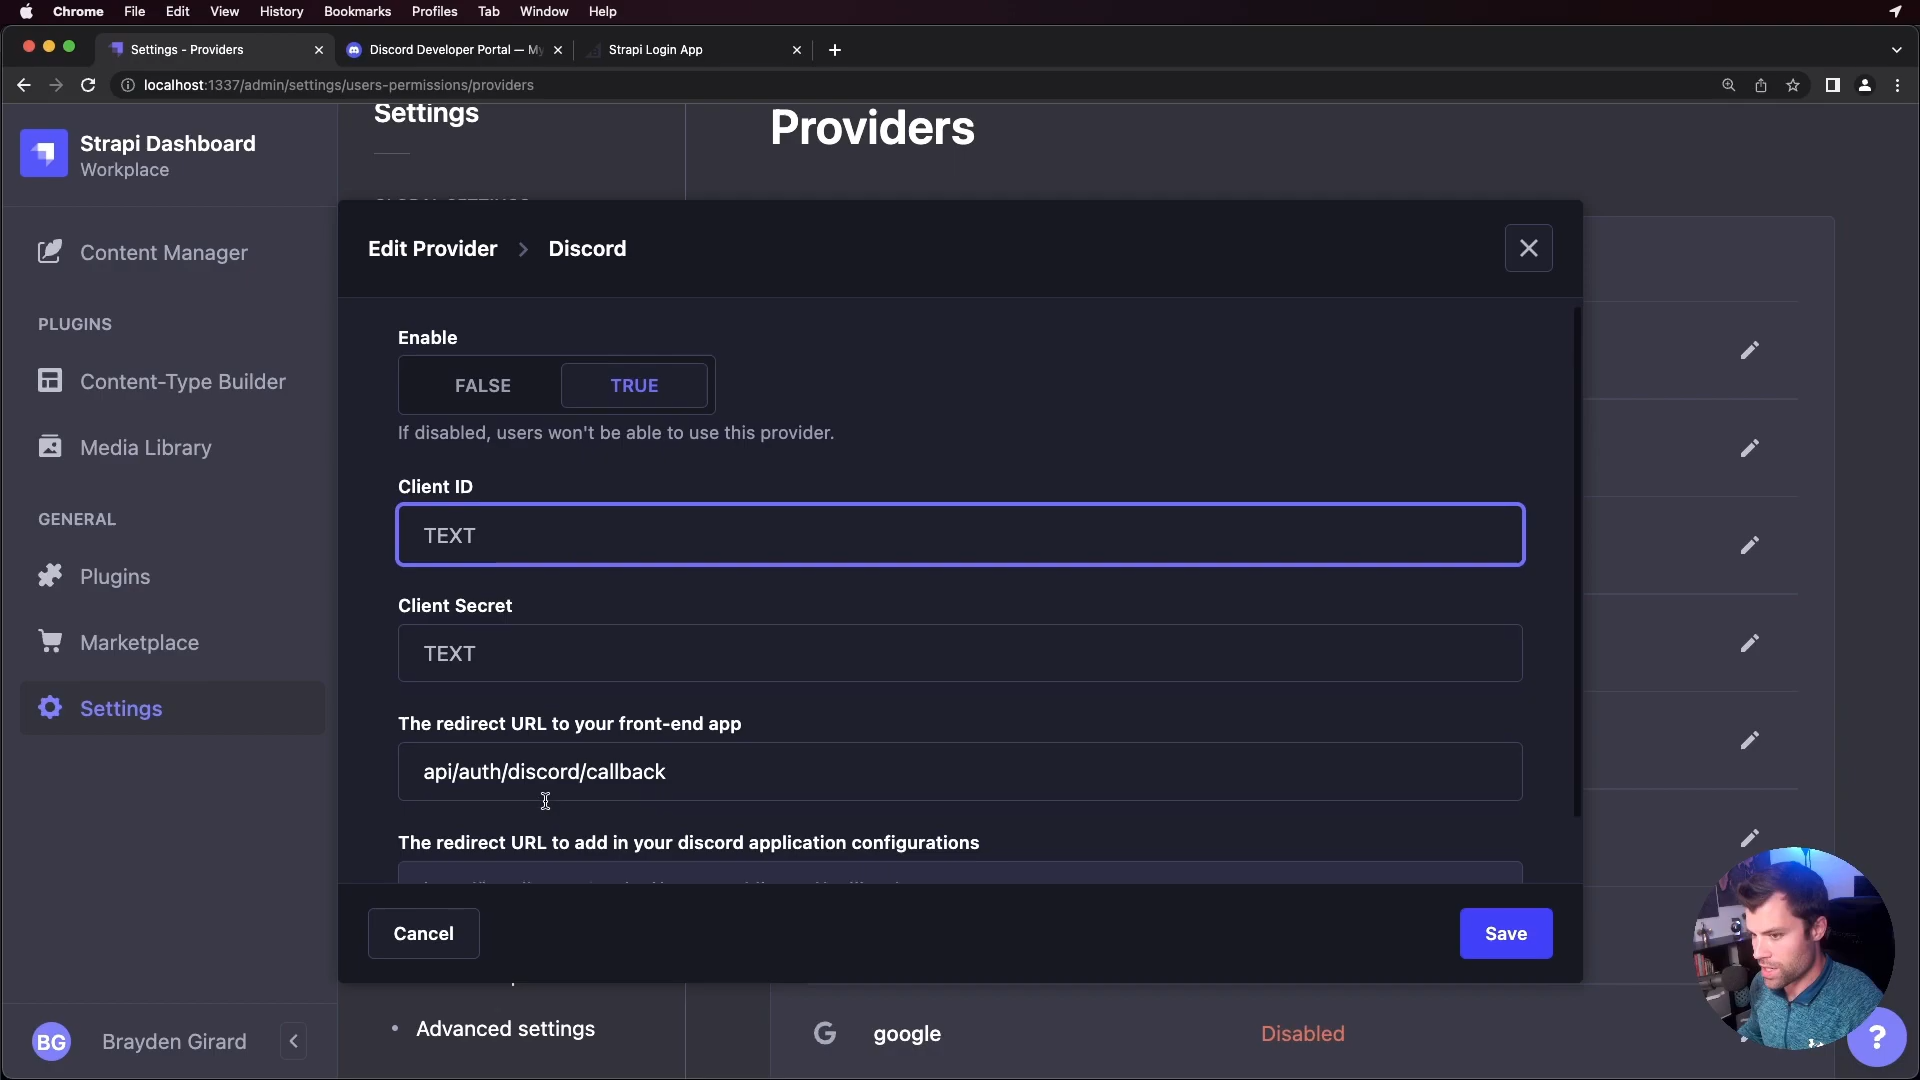 Chrome File Edit View History Bookmarks Profiles Tab Window Help
Settings - Providers
Discord Developer Portal — My
Strapi Login App
localhost:1337/admin/settings/users-permissions/providers
Strapi Dashboard
Workplace
Content Manager
PLUGINS
Content-Type Builder
Media Library
GENERAL
Plugins
Marketplace
Settings
BG
Brayden Girard
Settings
Providers
Edit Provider
Discord
Enable
FALSE
TRUE
If disabled, users won't be able to use this provider.
Client ID
TEXT
Client Secret
TEXT
The redirect URL to your front-end app
api/auth/discord/callback
The redirect URL to add in your discord application configurations
Cancel
Save
Advanced settings
google
Disabled
?